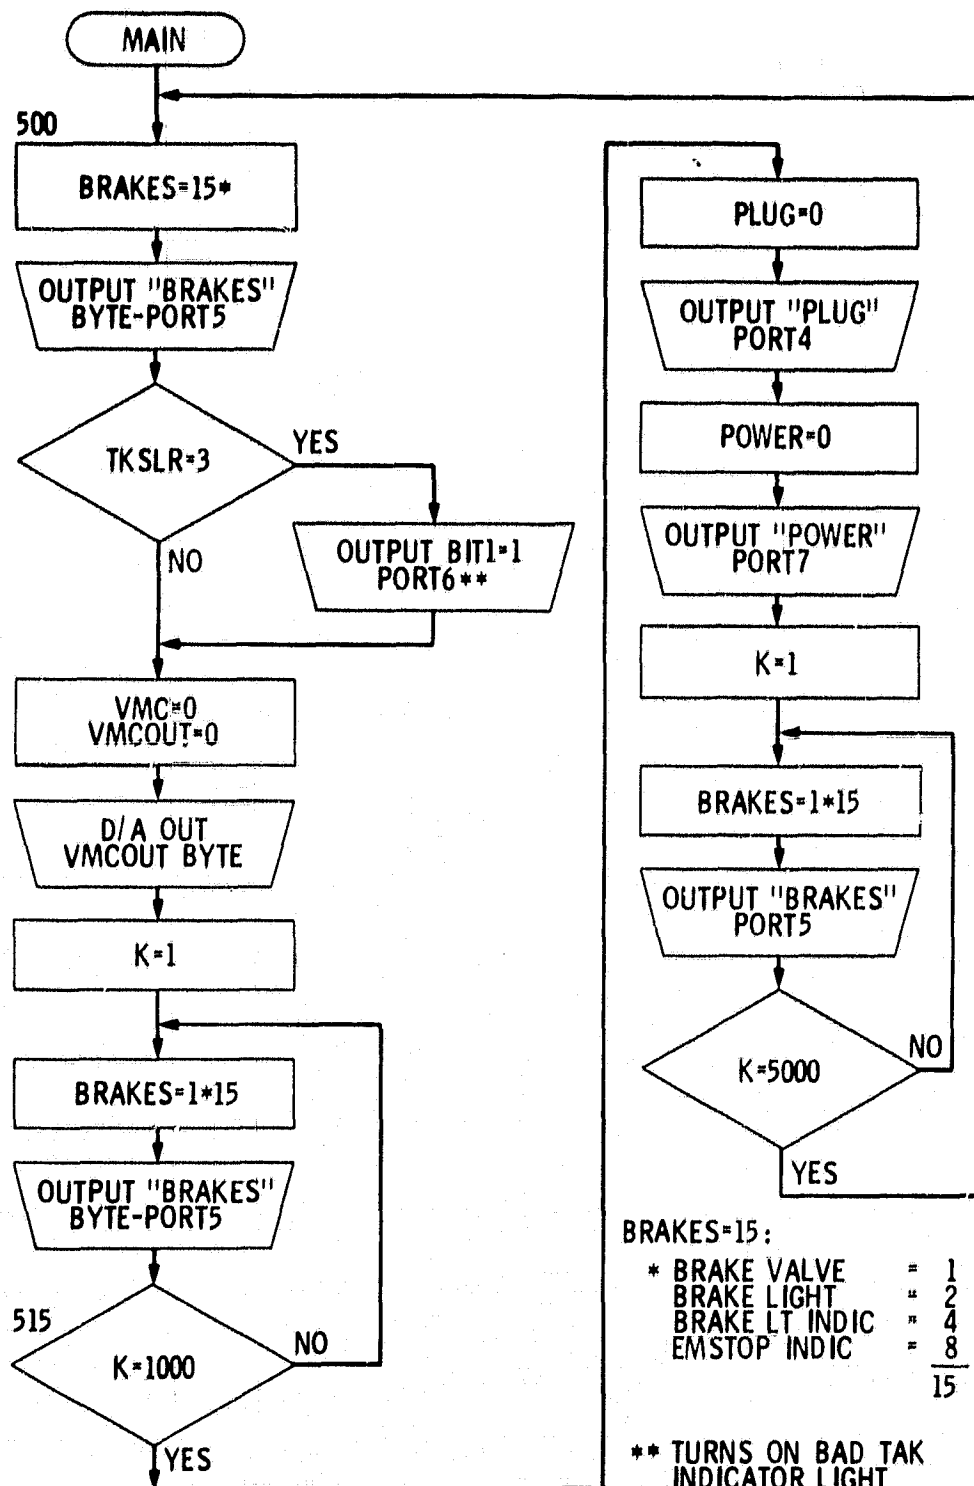 MAIN
500
BRAKES=15*
OUTPUT "BRAKES"
BYTE-PORT5
TKSLR=3
YES
NO
OUTPUT BIT1=1
PORT6**
VMC=0
VMCOUT=0
D/A OUT
VMCOUT BYTE
K=1
BRAKES=1*15
OUTPUT "BRAKES"
BYTE-PORT5
515
K=1000
NO
YES
PLUG=0
OUTPUT "PLUG"
PORT4
POWER=0
OUTPUT "POWER"
PORT7
K=1
BRAKES=1*15
OUTPUT "BRAKES"
PORT5
K=5000
NO
YES
BRAKES=15:
* BRAKE VALVE = 1
BRAKE LIGHT = 2
BRAKE LT INDIC = 4
EMSTOP INDIC = 8
15
** TURNS ON BAD TAK
INDICATOR LIGHT